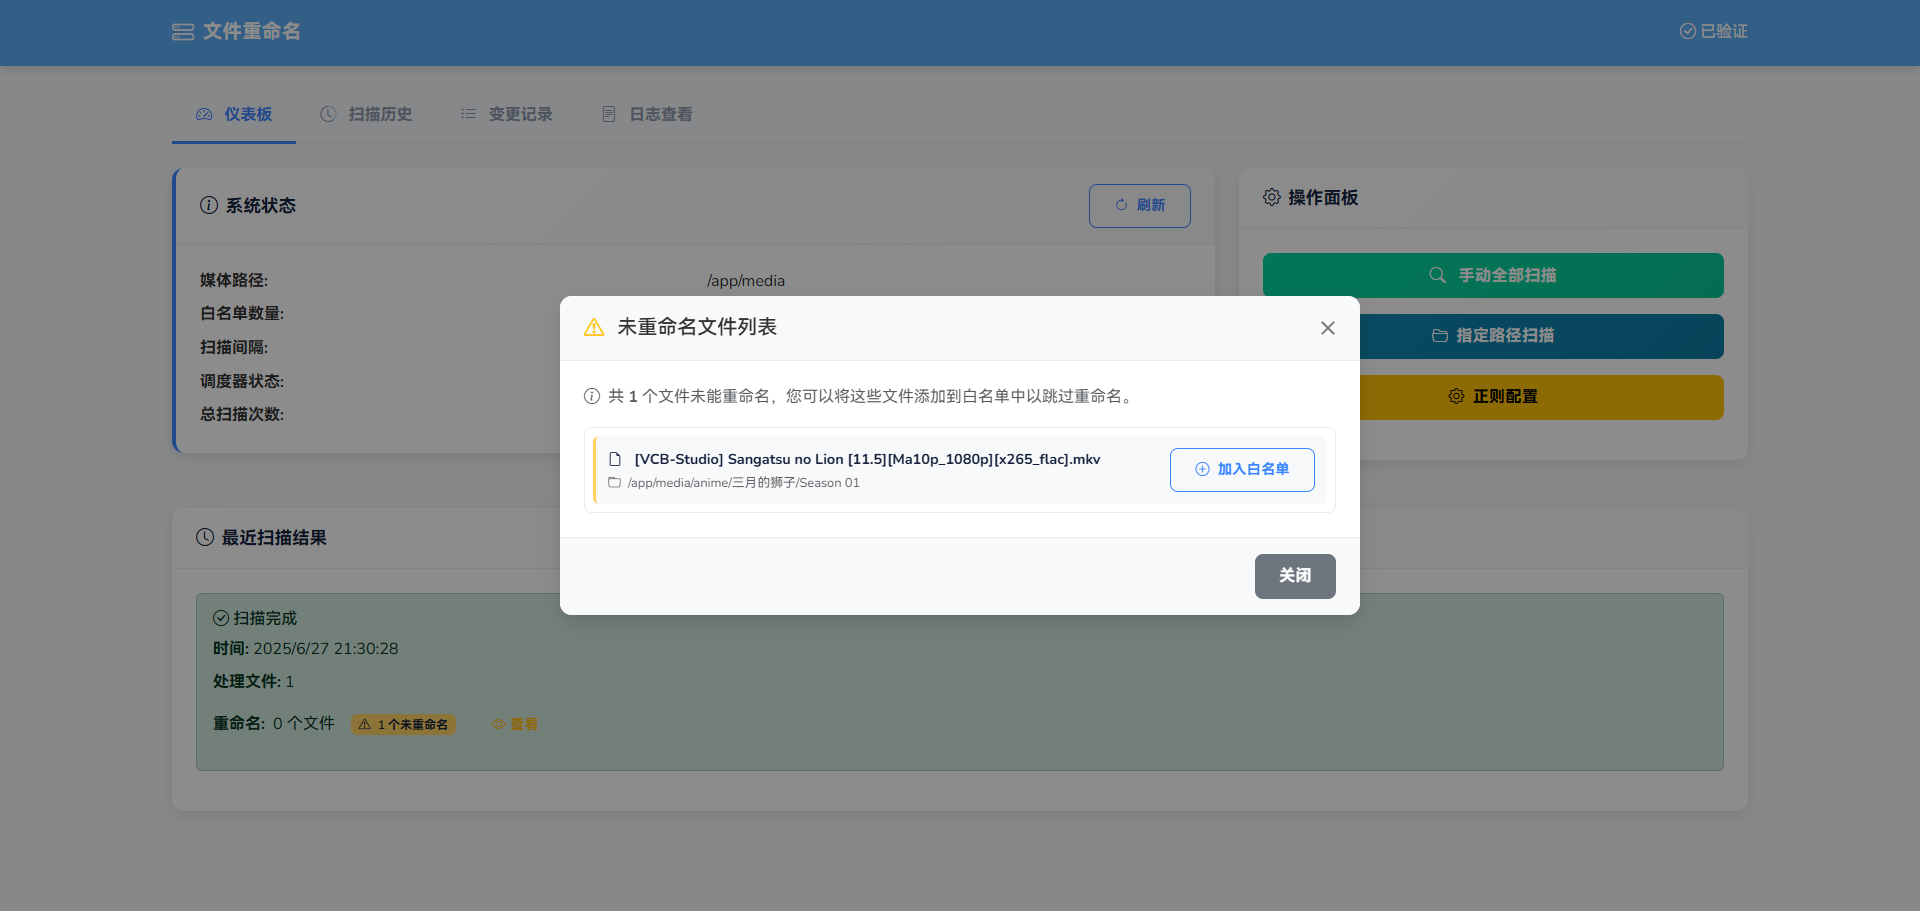 文件重命名
已验证
仪表板
扫描历史
变更记录
日志查看
系统状态
刷新
媒体路径:
/app/media
白名单数量:
扫描间隔:
调度器状态:
总扫描次数:
操作面板
手动全部扫描
指定路径扫描
正则配置
未重命名文件列表
共 1 个文件未能重命名，您可以将这些文件添加到白名单中以跳过重命名。
[VCB-Studio] Sangatsu no Lion [11.5][Ma10p_1080p][x265_flac].mkv
/app/media/anime/三月的狮子/Season 01
加入白名单
关闭
最近扫描结果
扫描完成
时间: 2025/6/27 21:30:28
处理文件: 1
重命名: 0 个文件 1 个未重命名 查看